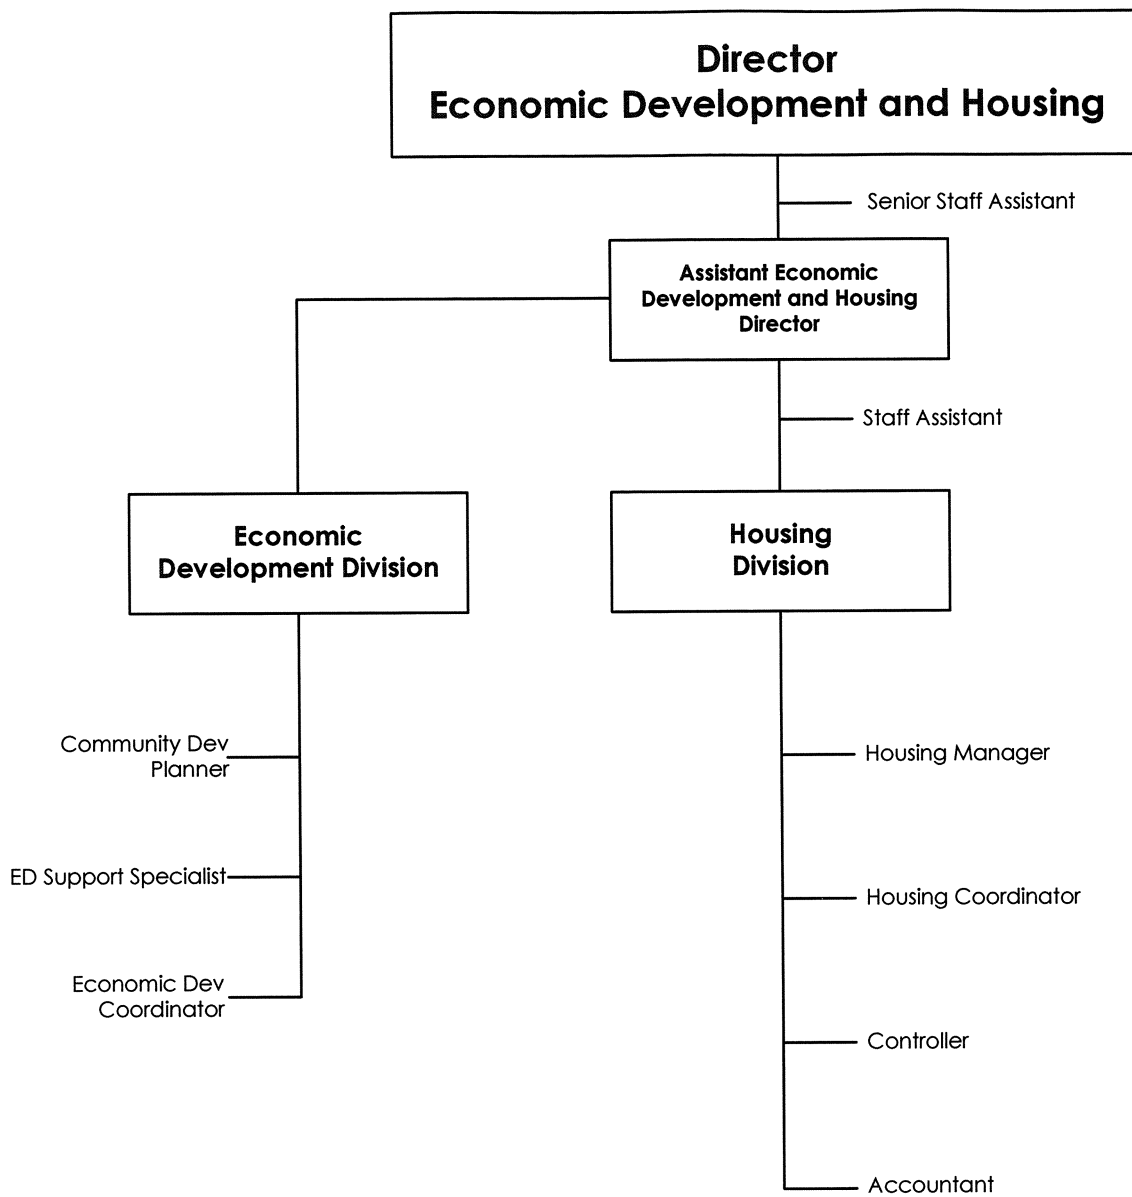 Director
Economic Development and Housing
Senior Staff Assistant
Assistant Economic
Development and Housing
Director
Staff Assistant
Economic
Development Division
Housing
Division
Community Dev
Planner
ED Support Specialist
Economic Dev
Coordinator
Housing Manager
Housing Coordinator
Controller
Accountant